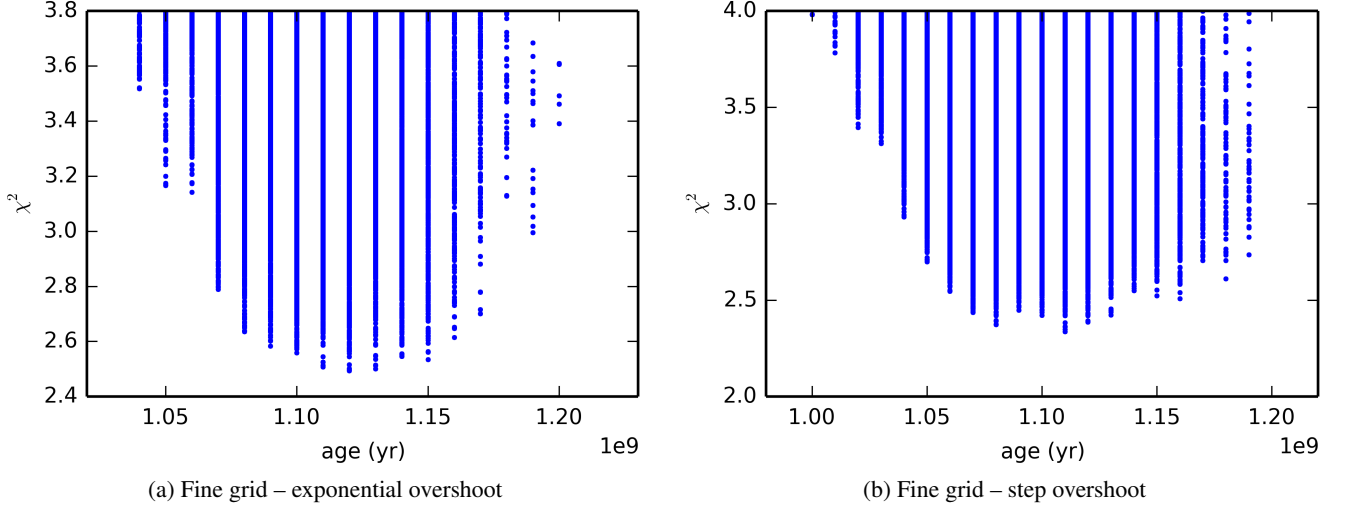 3.8
3.6
3.4
3.2
3.0
2.8
2.6
2.4
χ²
1.05 1.10 1.15 1.20
1e9
age (yr)
(a) Fine grid – exponential overshoot
4.0
3.5
3.0
2.5
2.0
χ²
1.00 1.05 1.10 1.15 1.20
1e9
age (yr)
(b) Fine grid – step overshoot